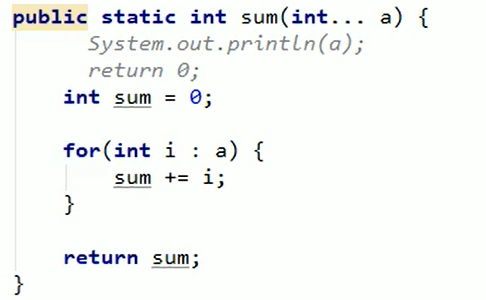 public static int sum(int... a) {
System.out.println(a);
return 0;
int sum = 0;
for(int i : a) {
sum += i;
}
return sum;
}